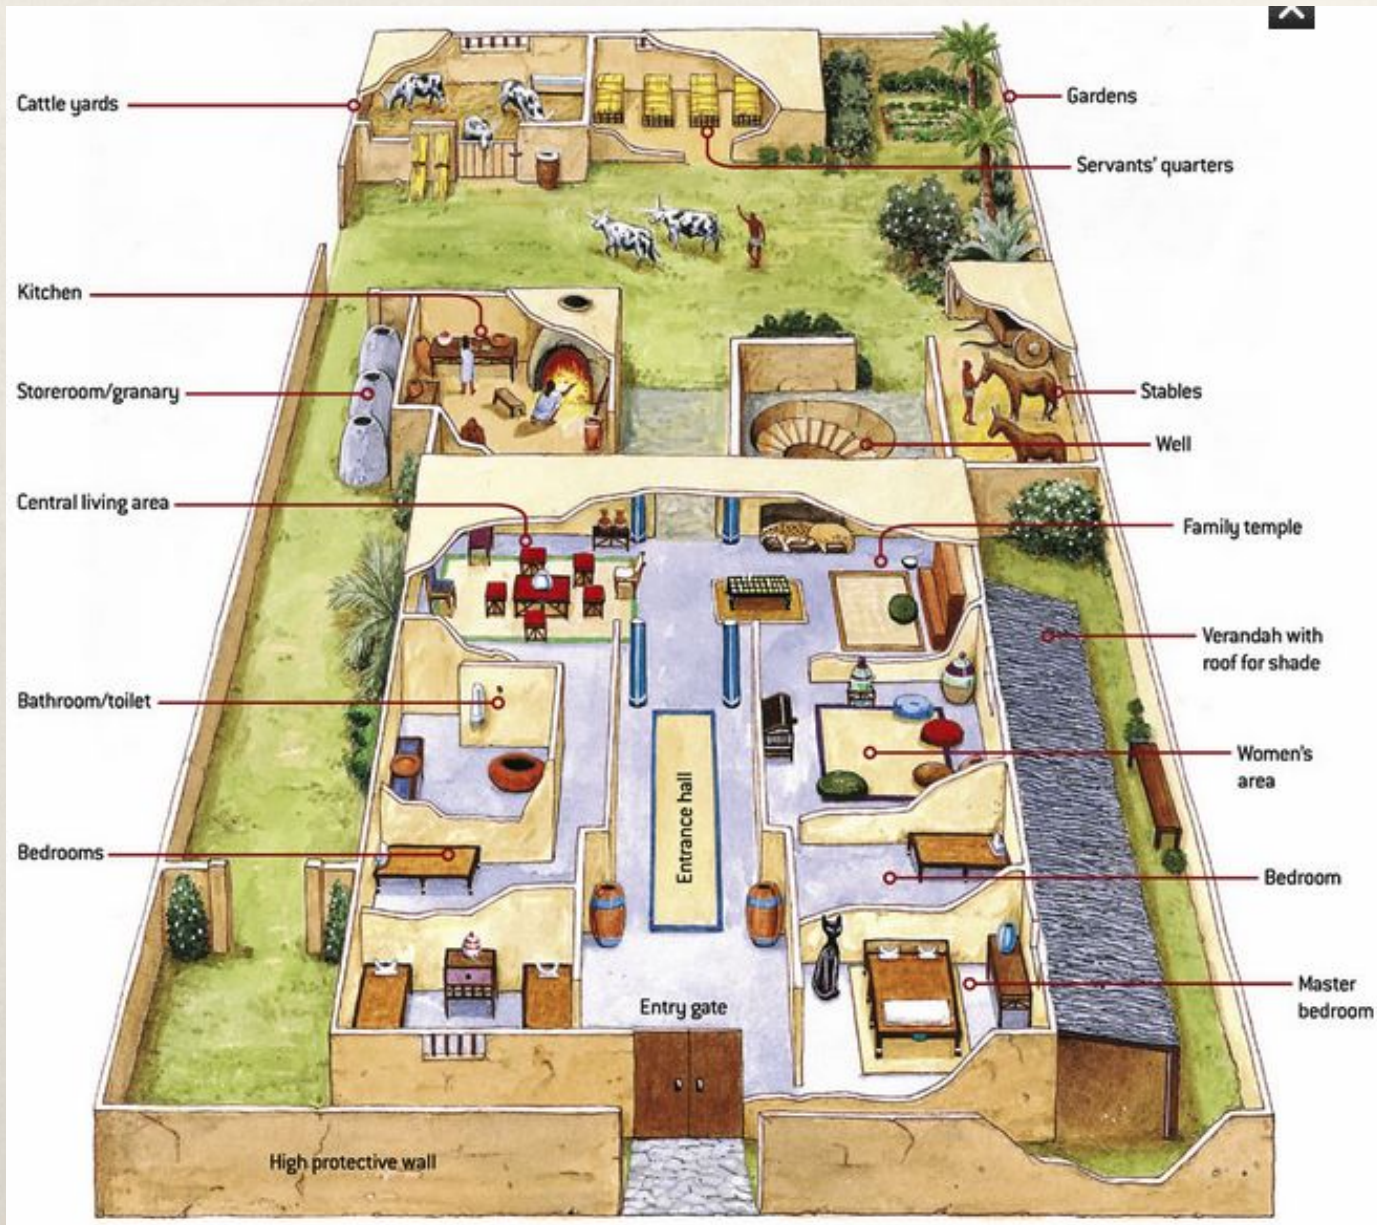 Cattle yards
Gardens
Servants' quarters
Kitchen
Storeroom/granary
Stables
Well
Central living area
Family temple
Verandah with
roof for shade
Bathroom/toilet
Women's
area
Entrance hall
Bedrooms
Bedroom
Master
bedroom
Entry gate
High protective wall